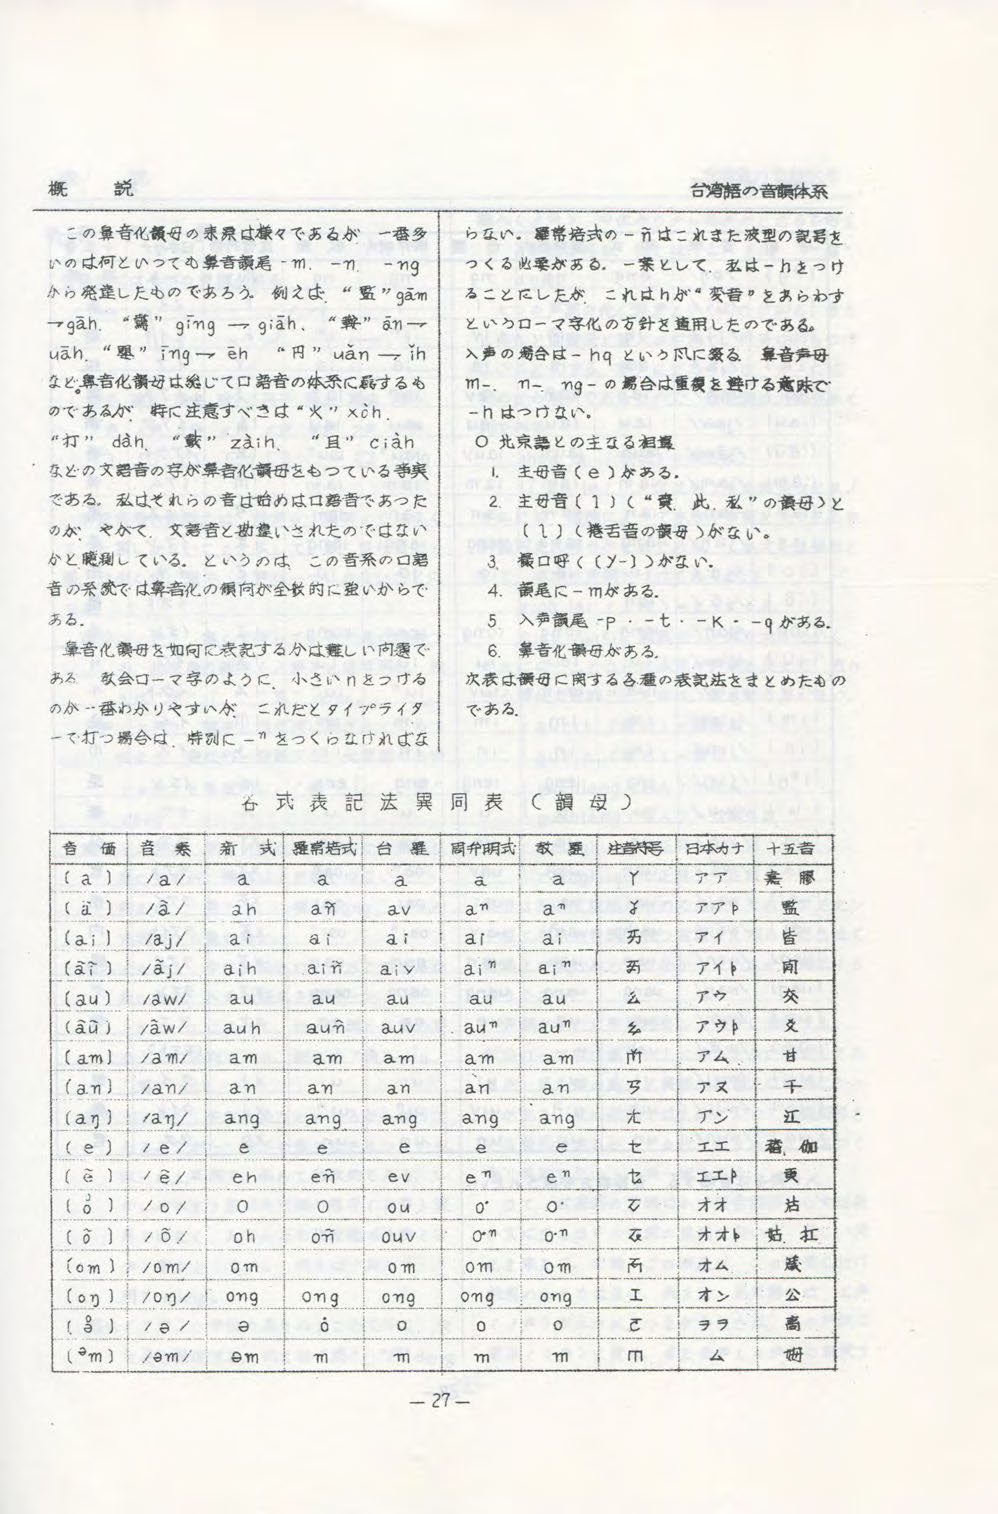 概　説
台湾語の音韻体系
この鼻音化韻母の来源は様々であるが 一番多
いのは何といつても鼻音韻尾 -m. -n. -ng
から発達したものであろう。例えば, “監” gām
→gāh. “驚” gīng → giāh、 ān→
uāh. “嬰” īng→ ēh “円” uǎn → ǐh
など。鼻音化韻母は総じて口語音の体系に属するも
のであるが, 特に注意すべきは “火” xòh.
“打” dàh. “載” zàih. “且” ciàh
などの文語音の字が鼻音化韻母をもつている事実
である。私はそれらの音は始めは口語音であつた
のが, やがて, 文語音と勘違いされたのではない
かと臆測している。というのは, この音系の口語
音の系統では鼻音化の傾向が全般的に強いからで
ある.
鼻音化韻母を如何に表記するかは難しい問題で
ある. 教会ローマ字のように, 小さい n をつける
のが一番わかりやすいが, これだとタイプライタ
ーで打つ場合は, 特別に -ⁿ をつくらなければな
らない. 羅常培式の -ñ はこれまた波型の記号を
つくる必要がある. 一案として, 私は -h をつけ
ることにしたが, これは h が “変音” をあらわす
というローマ字化の方針を適用したのである。
入声の場合は -hq という風に綴る. 鼻音声母
m-. n-. ng- の場合は重複を避ける意味で
-h はつけない。
○ 北京語との主なる相違
1. 主母音 ( e ) がある.
2. 主母音 ( ɿ ) ( “資. 此. 私” の韻母 ) と
( ʅ ) ( 捲舌音の韻母 ) がない。
3. 撮口呼 ( (y-) ) がない.
4. 韻尾に -m がある.
5. 入声韻尾 -p · -t · -K · -q がある.
6. 鼻音化韻母がある.
次表は韻母に関する各種の表記法をまとめたもの
である.
各式表記法異同表 ( 韻母 )
音価 音素 新式 羅常培式 台羅 周弁明式 教羅 注音符号 日本カナ 十五音
( a ) /a/ a a a a a ㄚ アア 嘉 膠
( ã ) /ã/ ah añ av aⁿ aⁿ ㆩ アアþ 監
(ai) /aj/ ai ai ai ai ai ㄞ アイ 皆
(ãĩ) /ãj/ aih aiñ aiv aiⁿ aiⁿ ㆮ アイþ 閒
(au) /aw/ au au au au au ㄠ アウ 交
(ãũ) /ãw/ auh auñ auv auⁿ auⁿ ㆯ アウþ 爻
(am) /am/ am am am am am ㆰ アム 甘
(an) /an/ an an an an an ㄢ アヌ 干
(aŋ) /aŋ/ ang ang ang ang ang ㄤ アン 江
( e ) /e/ e e e e e ㄝ エエ 伽
( ẽ ) /ẽ/ eh eñ ev eⁿ eⁿ ㆥ エエþ 更
/o/ o o ou o· o· ㆦ オオ 沽
( õ ) /õ/ oh oñ ouv o·ⁿ o·ⁿ ㆧ オオþ 姑. 扛
(om) /om/ om om om om ㆱ オム 箴
(oŋ) /oŋ/ ong ong ong ong ong ㆲ オン 公
/ə/ ə ȯ o o o ㄜ ヲヲ 高
(ᵊm) /əm/ əm m m m m ㆬ ム 姆
— 27 —